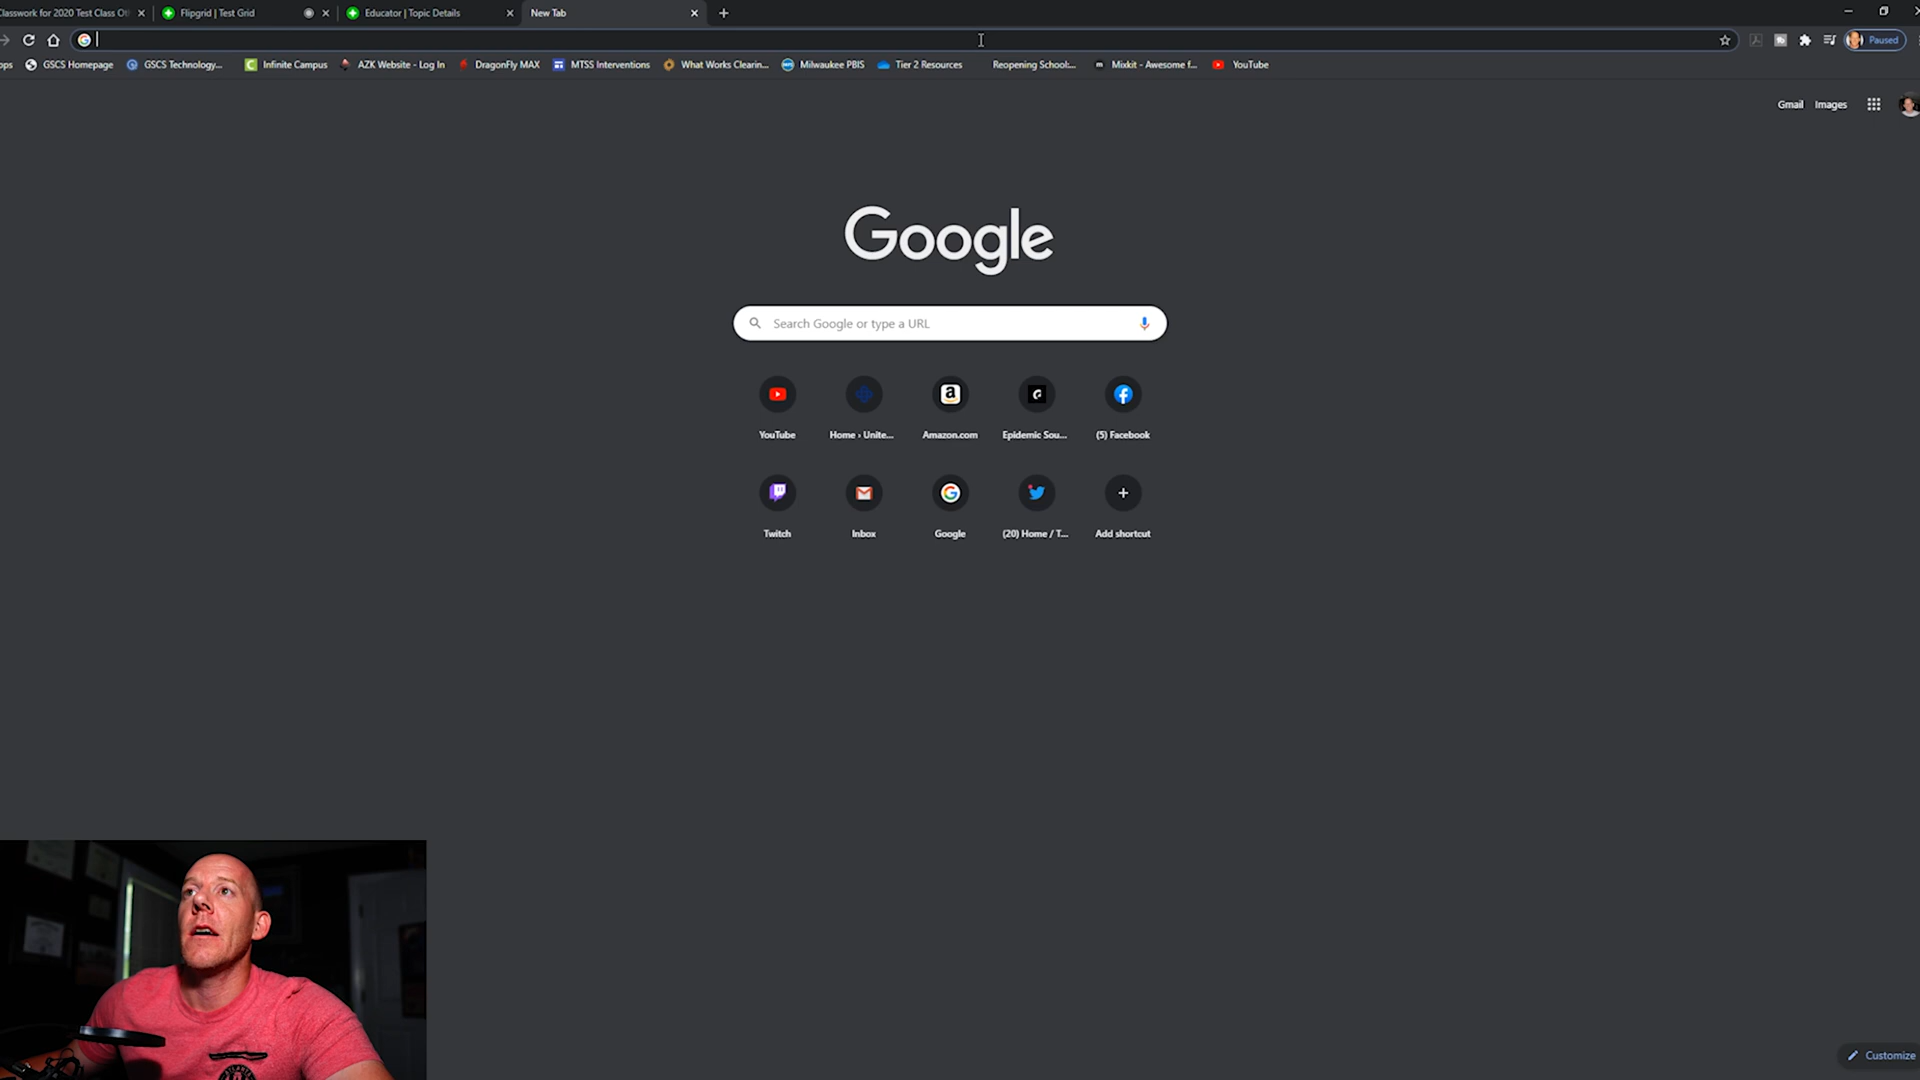 Classwork for 2020 Test Class Ot
Flipgrid | Test Grid
Educator | Topic Details
New Tab
Paused
pps
GSCS Homepage
GSCS Technology...
Infinite Campus
AZK Website - Log In
DragonFly MAX
MTSS Interventions
What Works Clearin...
Milwaukee PBIS
Tier 2 Resources
Reopening School:...
Mixkit - Awesome f...
YouTube
Gmail
Images
Google
Search Google or type a URL
YouTube
Home › Unite...
Amazon.com
Epidemic Sou...
(5) Facebook
Twitch
Inbox
Google
(20) Home / T...
Add shortcut
Customize